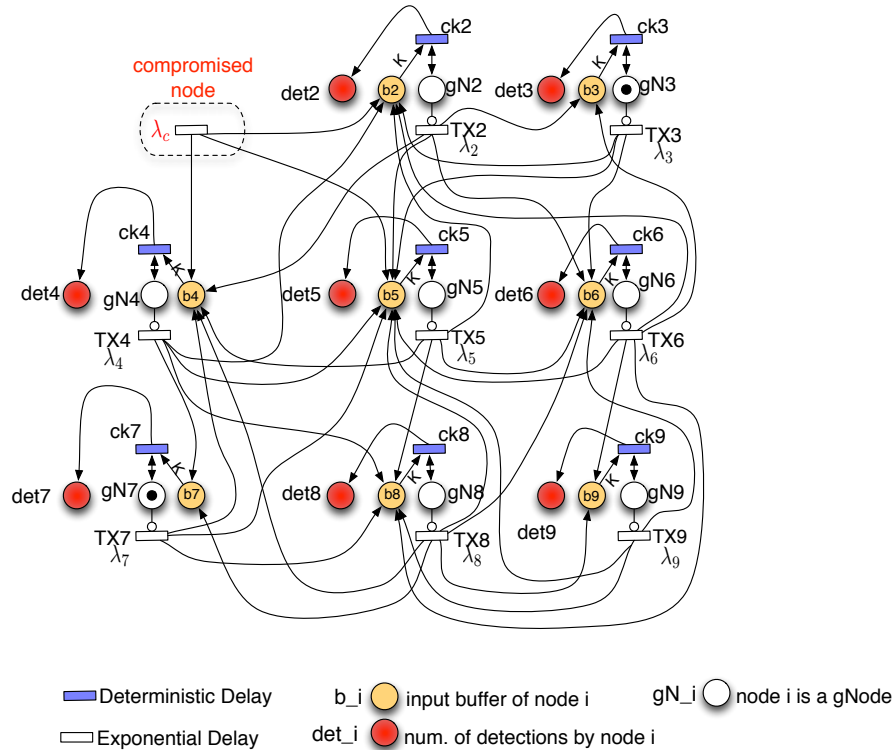 ck2
ck3
compromised
node
det2
b2
K
gN2
det3
b3
K
gN3
λc
TX2
λ2
TX3
λ3
ck4
ck5
ck6
det4
gN4
K
b4
det5
b5
K
gN5
det6
b6
K
gN6
TX4
λ4
TX5
λ5
TX6
λ6
ck7
ck8
ck9
det7
gN7
K
b7
det8
b8
K
gN8
det9
b9
K
gN9
TX7
λ7
TX8
λ8
TX9
λ9
Deterministic Delay
b_i
input buffer of node i
gN_i
node i is a gNode
Exponential Delay
det_i
num. of detections by node i